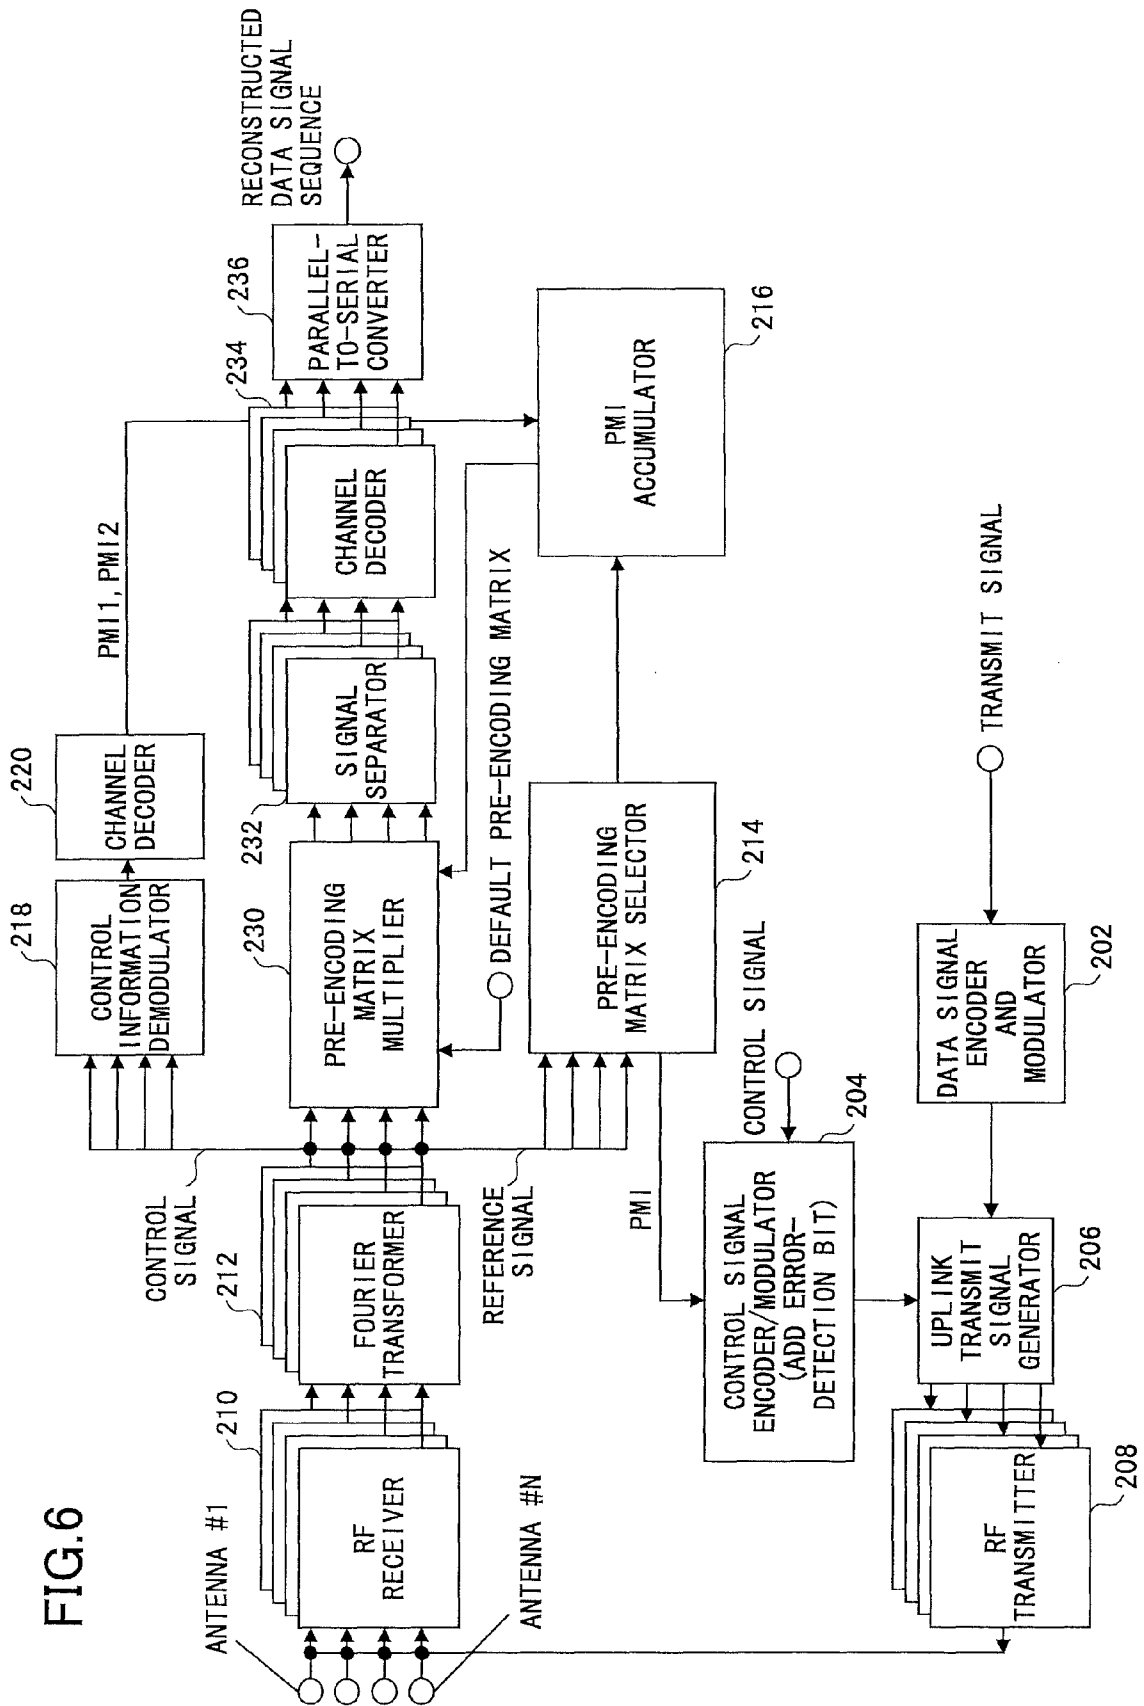 FIG.6
ANTENNA #1
ANTENNA #N
RF
RECEIVER
210
FOURIER
TRANSFORMER
212
CONTROL
SIGNAL
REFERENCE
SIGNAL
CONTROL
INFORMATION
DEMODULATOR
218
CHANNEL
DECODER
220
PMI1, PMI2
PRE-ENCODING
MATRIX
MULTIPLIER
230
DEFAULT PRE-ENCODING MATRIX
SIGNAL
SEPARATOR
232
CHANNEL
DECODER
234
PARALLEL-
TO-SERIAL
CONVERTER
236
RECONSTRUCTED
DATA SIGNAL
SEQUENCE
PRE-ENCODING
MATRIX SELECTOR
214
PMI
ACCUMULATOR
216
PMI
CONTROL SIGNAL
CONTROL SIGNAL
ENCODER/MODULATOR
(ADD ERROR-
DETECTION BIT)
204
RF
TRANSMITTER
208
UPLINK
TRANSMIT
SIGNAL
GENERATOR
206
DATA SIGNAL
ENCODER
AND
MODULATOR
202
TRANSMIT SIGNAL